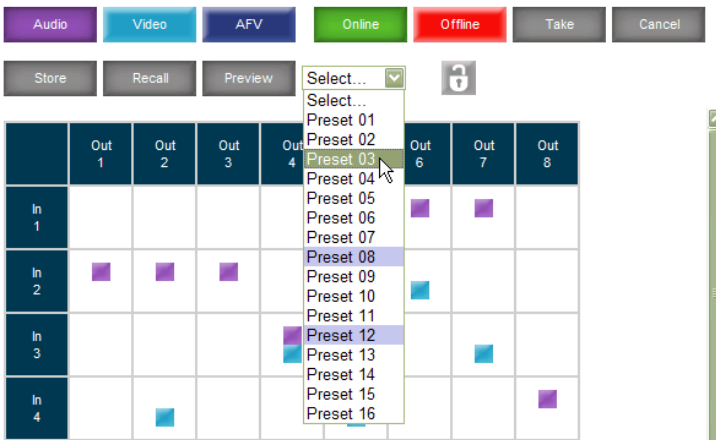 Audio Video AFV Online Offline Take Cancel
Store Recall Preview Select...
Select...
Preset 01
Preset 02
Preset 03
Preset 04
Preset 05
Preset 06
Preset 07
Preset 08
Preset 09
Preset 10
Preset 11
Preset 12
Preset 13
Preset 14
Preset 15
Preset 16
Out Out Out Out Out Out Out
1 2 3 4 6 7 8
In
1
In
2
In
3
In
4